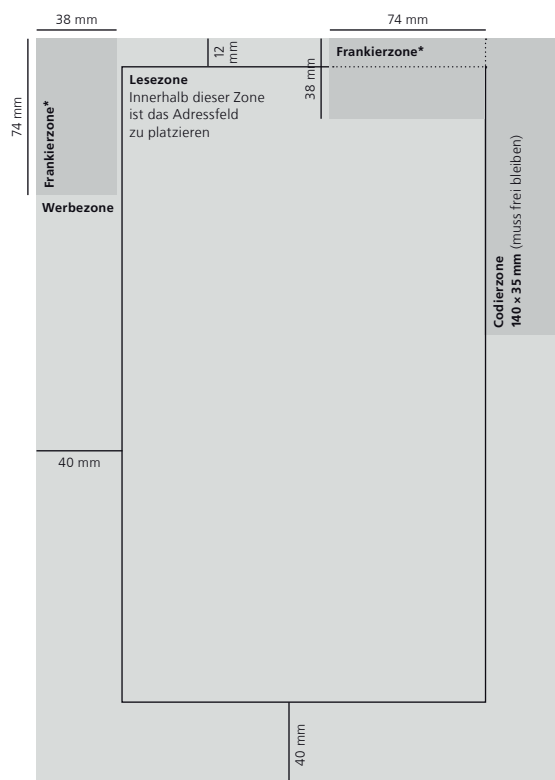 38 mm
74 mm
12
mm
38 mm
Frankierzone*
74 mm
Frankierzone*
Lesezone
Innerhalb dieser Zone
ist das Adressfeld
zu platzieren
Werbezone
Codierzone
140 × 35 mm (muss frei bleiben)
40 mm
40 mm